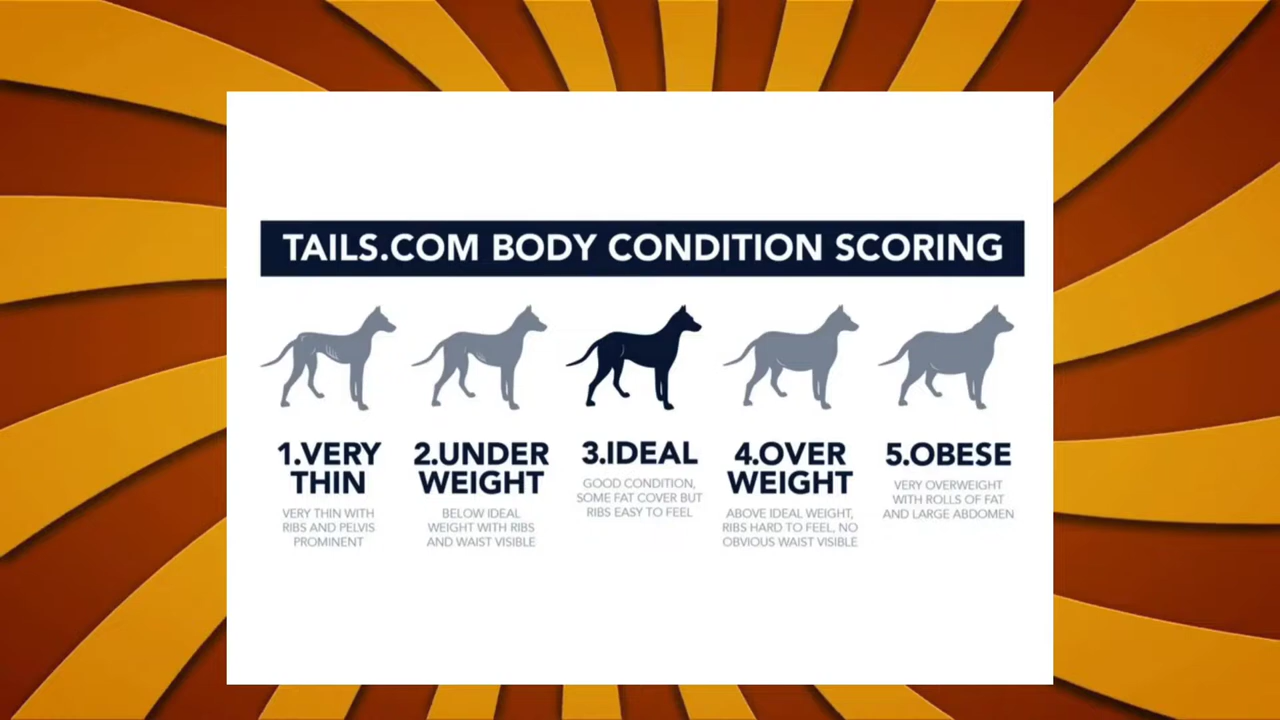 TAILS.COM BODY CONDITION SCORING
1.VERY
THIN
VERY THIN WITH
RIBS AND PELVIS
PROMINENT
2.UNDER
WEIGHT
BELOW IDEAL
WEIGHT WITH RIBS
AND WAIST VISIBLE
3.IDEAL
GOOD CONDITION,
SOME FAT COVER BUT
RIBS EASY TO FEEL
4.OVER
WEIGHT
ABOVE IDEAL WEIGHT,
RIBS HARD TO FEEL, NO
OBVIOUS WAIST VISIBLE
5.OBESE
VERY OVERWEIGHT
WITH ROLLS OF FAT
AND LARGE ABDOMEN